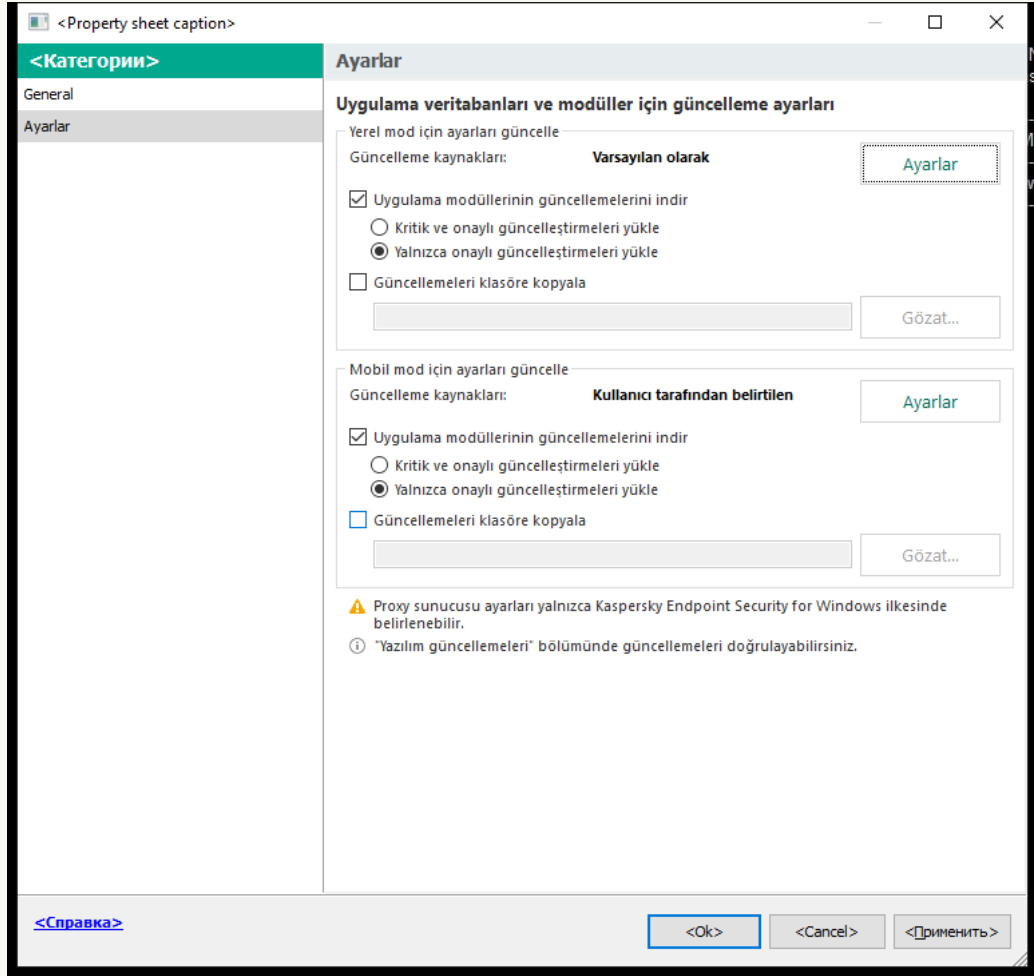 <Property sheet caption>
<Категории>
General
Ayarlar
Ayarlar
Uygulama veritabanları ve modüller için güncelleme ayarları
Yerel mod için ayarları güncelle
Güncelleme kaynakları: Varsayılan olarak
Ayarlar
Uygulama modüllerinin güncellemelerini indir
Kritik ve onaylı güncelleştirmeleri yükle
Yalnızca onaylı güncelleştirmeleri yükle
Güncellemeleri klasöre kopyala
Gözat...
Mobil mod için ayarları güncelle
Güncelleme kaynakları: Kullanıcı tarafından belirtilen
Ayarlar
Uygulama modüllerinin güncellemelerini indir
Kritik ve onaylı güncelleştirmeleri yükle
Yalnızca onaylı güncelleştirmeleri yükle
Güncellemeleri klasöre kopyala
Gözat...
Proxy sunucusu ayarları yalnızca Kaspersky Endpoint Security for Windows ilkesinde
belirlenebilir.
"Yazılım güncellemeleri" bölümünde güncellemeleri doğrulayabilirsiniz.
<Справка>
<Ok> <Cancel> <Применить>